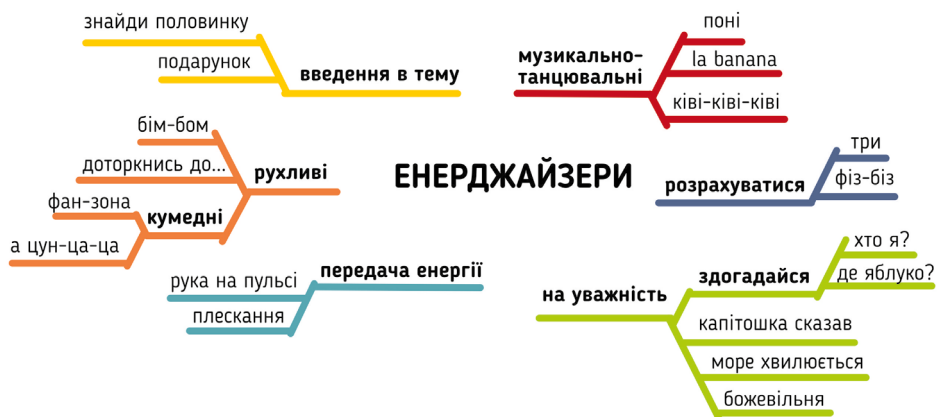 знайди половинку
подарунок
введення в тему
музикально-
танцювальні
поні
la banana
ківі-ківі-ківі
бім-бом
доторкнись до...
рухливі
фан-зона
кумедні
а цун-ца-ца
ЕНЕРДЖАЙЗЕРИ
розрахуватися
три
фіз-біз
передача енергії
рука на пульсі
плескання
на уважність
здогадайся
хто я?
де яблуко?
капітошка сказав
море хвилюється
божевільня